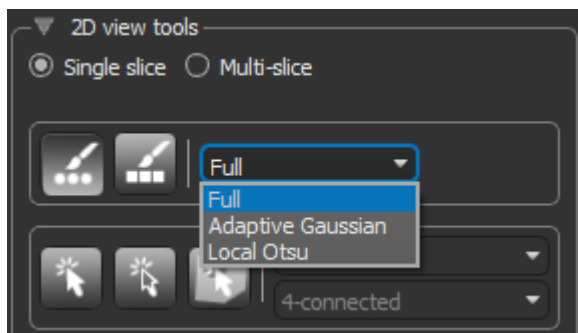 2D view tools
Single slice Multi-slice
Full
Full
Adaptive Gaussian
Local Otsu
4-connected